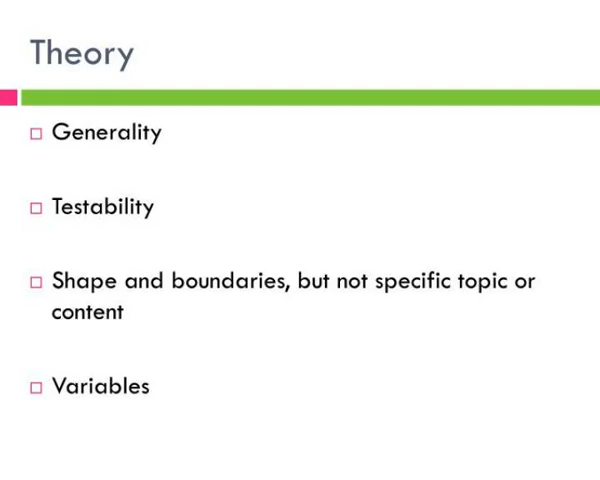 Theory
Generality
Testability
Shape and boundaries, but not specific topic or
content
Variables